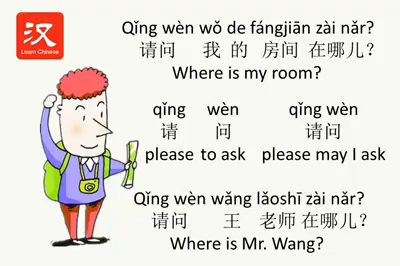 汉
Learn Chinese
Qǐng wèn wǒ de fángjiān zài nǎr?
请问 我 的 房间 在哪儿?
Where is my room?
qǐng wèn qǐng wèn
请 问 请问
please to ask please may I ask
Qǐng wèn wǎng lǎoshī zài nǎr?
请问 王 老师 在哪儿?
Where is Mr. Wang?